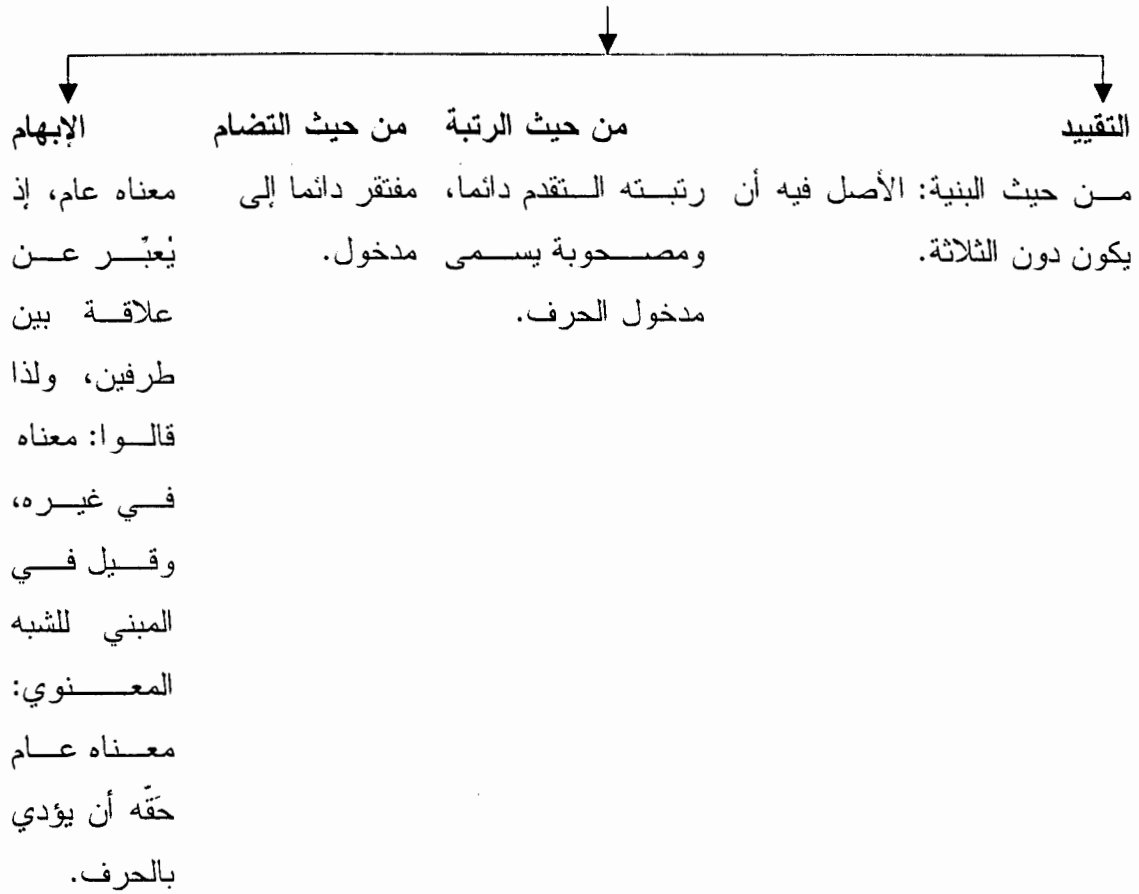 التقييد
من حيث البنية: الأصل فيه أن
يكون دون الثلاثة.
من حيث الرتبة
رتبته التقدم دائما،
ومصحوبة يسمى
مدخول الحرف.
من حيث التضام
مفتقر دائما إلى
مدخول.
الإبهام
معناه عام، إذ
يُعبِّر عن
علاقة بين
طرفين، ولذا
قالوا: معناه
في غيره،
وقيل في
المبني للشبه
المعنوي:
معناه عام
حَقّه أن يؤدي
بالحرف.